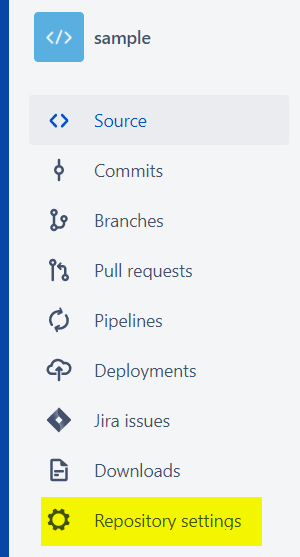 sample
Source
Commits
Branches
Pull requests
Pipelines
Deployments
Jira issues
Downloads
Repository settings